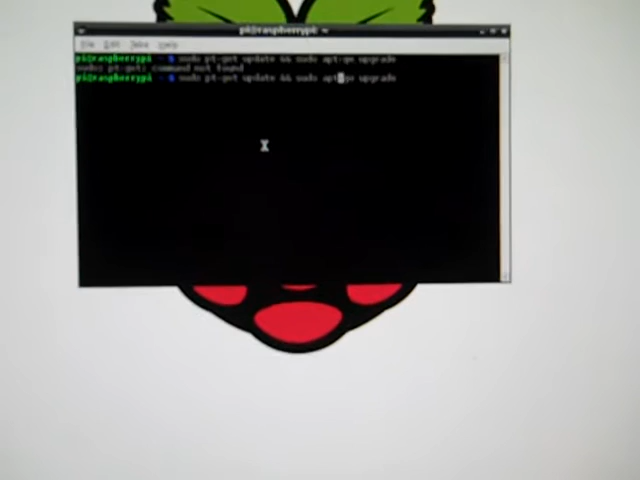 pi@raspberrypi: ~
File Edit Tabs Help
pi@raspberrypi ~ $ sudo pt-get update && sudo apt-ge upgrade
sudo: pt-get: command not found
pi@raspberrypi ~ $ sudo pt-get update && sudo apt-ge upgrade